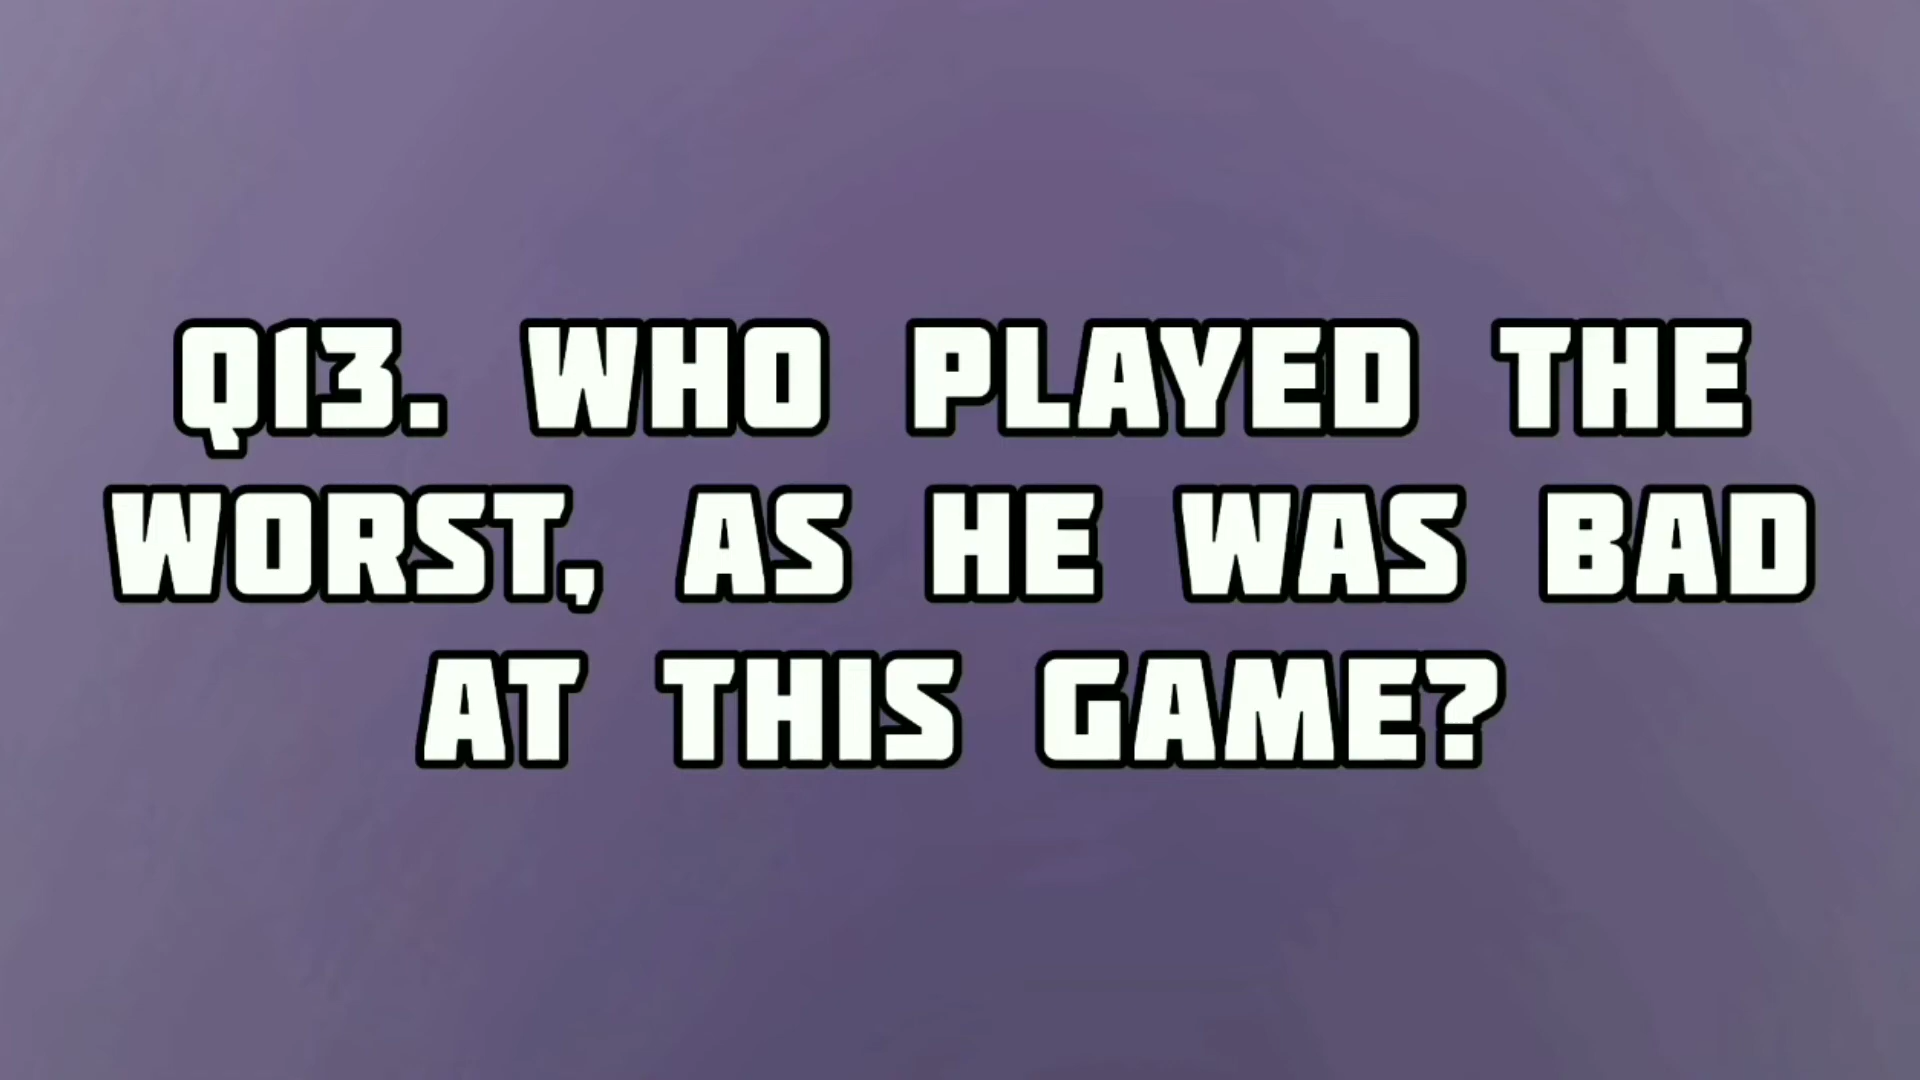 Q13. WHO PLAYED THE
WORST, AS HE WAS BAD
AT THIS GAME?